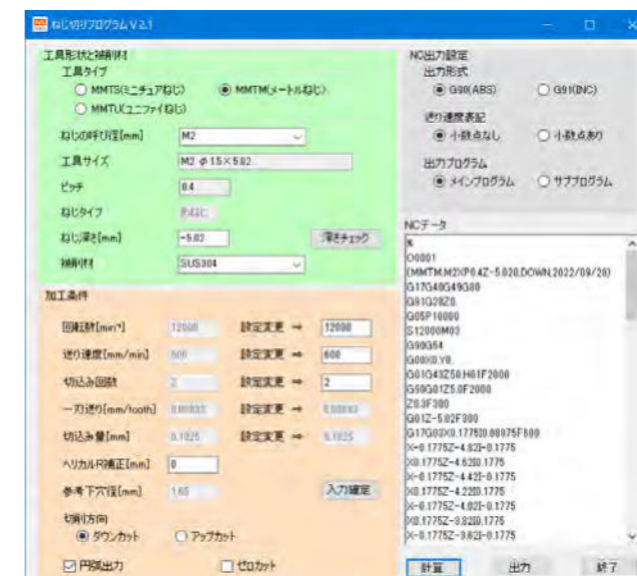 ねじ切りプログラム V 2.1
工具形状と被削材
工具タイプ
MMTS(ミニチュアねじ)
MMTM(メートルねじ)
MMTU(ユニファイねじ)
ねじの呼び径[mm]
M2
工具サイズ
M2 φ1.5×5.02
ピッチ
0.4
ねじタイプ
ねじ深さ[mm]
-5.02
深さチェック
被削材
SUS304
加工条件
回転数[min⁻¹]
12000
設定変更 ⇒
12000
送り速度[mm/min]
600
設定変更 ⇒
600
切込み回数
2
設定変更 ⇒
2
一刃送り[mm/tooth]
0.00833
設定変更 ⇒
0.00833
切込み量[mm]
0.1025
設定変更 ⇒
0.1025
ヘリカルR補正[mm]
0
参考下穴径[mm]
1.65
入力確定
切削方向
ダウンカット
アップカット
円弧出力
ゼロカット
NC出力設定
出力形式
G90(ABS)
G91(INC)
送り速度表記
小数点なし
小数点あり
出力プログラム
メインプログラム
サブプログラム
NCデータ
%
O0001
(MMTM,M2XP0.4Z-5.020,DOWN,2022/09/28)
G17G40G49G80
G91G28Z0.
G05P10000
S12000M03
G90G54
G00X0.Y0.
G01G43Z50.H01F2000
G90G01Z5.0F2000
Z0.3F300
G01Z-5.02F300
G17G03X0.1775I0.08875F600
X-0.1775Z-4.82I-0.1775
X0.1775Z-4.62I0.1775
X-0.1775Z-4.42I-0.1775
X0.1775Z-4.22I0.1775
X-0.1775Z-4.02I-0.1775
X0.1775Z-3.82I0.1775
X-0.1775Z-3.62I-0.1775
計算
出力
終了